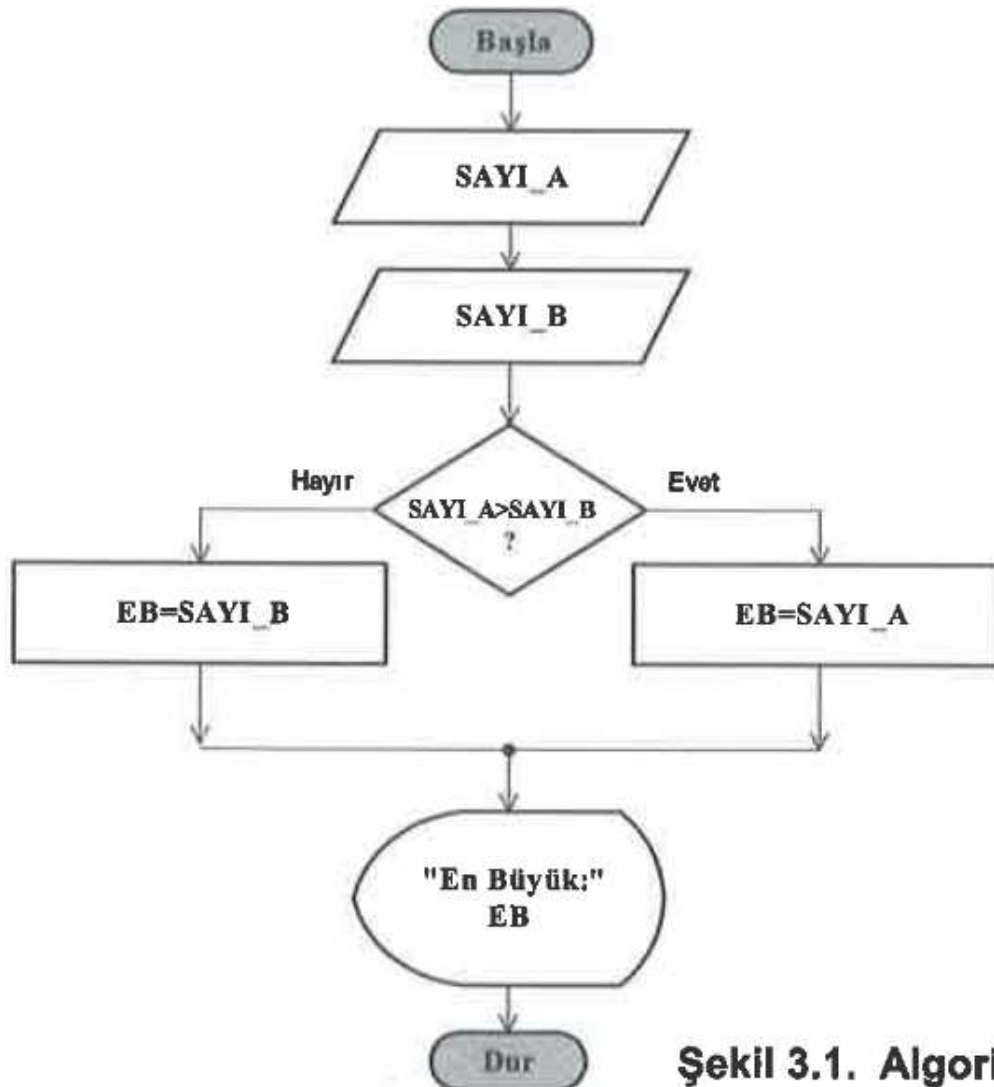 Başla
SAYI_A
SAYI_B
Hayır
Evet
SAYI_A>SAYI_B
?
EB=SAYI_B
EB=SAYI_A
"En Büyük:"
EB
Dur
Şekil 3.1. Algori